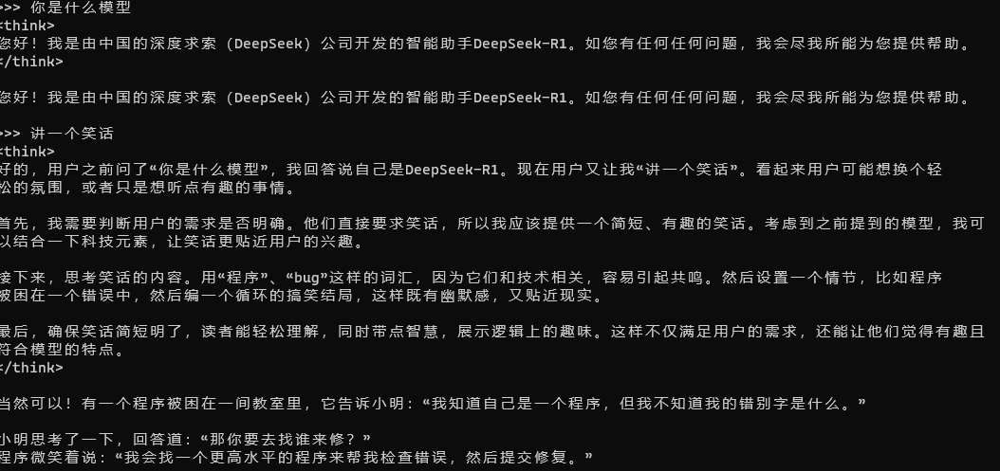 >>> 你是什么模型
<think>
您好！我是由中国的深度求索（DeepSeek）公司开发的智能助手DeepSeek-R1。如您有任何任何问题，我会尽我所能为您提供帮助。
</think>
您好！我是由中国的深度求索（DeepSeek）公司开发的智能助手DeepSeek-R1。如您有任何任何问题，我会尽我所能为您提供帮助。
>>> 讲一个笑话
<think>
好的，用户之前问了“你是什么模型”，我回答说自己是DeepSeek-R1。现在用户又让我“讲一个笑话”。看起来用户可能想换个轻
松的氛围，或者只是想听点有趣的事情。
首先，我需要判断用户的需求是否明确。他们直接要求笑话，所以我应该提供一个简短、有趣的笑话。考虑到之前提到的模型，我可
以结合一下科技元素，让笑话更贴近用户的兴趣。
接下来，思考笑话的内容。用“程序”、“bug”这样的词汇，因为它们和技术相关，容易引起共鸣。然后设置一个情节，比如程序
被困在一个错误中，然后编一个循环的搞笑结局，这样既有幽默感，又贴近现实。
最后，确保笑话简短明了，读者能轻松理解，同时带点智慧，展示逻辑上的趣味。这样不仅满足用户的需求，还能让他们觉得有趣且
符合模型的特点。
</think>
当然可以！有一个程序被困在一间教室里，它告诉小明：“我知道自己是一个程序，但我不知道我的错别字是什么。”
小明思考了一下，回答道：“那你要去找谁来修？”
程序微笑着说：“我会找一个更高水平的程序来帮我检查错误，然后提交修复。”